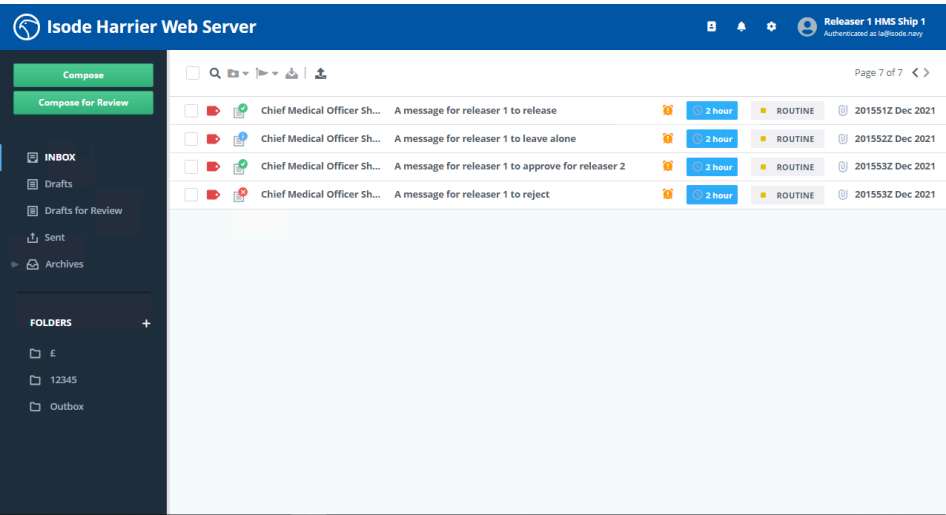 Isode Harrier Web Server
Releaser 1 HMS Ship 1
Authenticated as la@isode.navy
Compose
Compose for Review
INBOX
Drafts
Drafts for Review
Sent
Archives
FOLDERS +
£
12345
Outbox
Page 7 of 7
Chief Medical Officer Sh... A message for releaser 1 to release 2 hour ROUTINE 201551Z Dec 2021
Chief Medical Officer Sh... A message for releaser 1 to leave alone 2 hour ROUTINE 201552Z Dec 2021
Chief Medical Officer Sh... A message for releaser 1 to approve for releaser 2 2 hour ROUTINE 201553Z Dec 2021
Chief Medical Officer Sh... A message for releaser 1 to reject 2 hour ROUTINE 201553Z Dec 2021